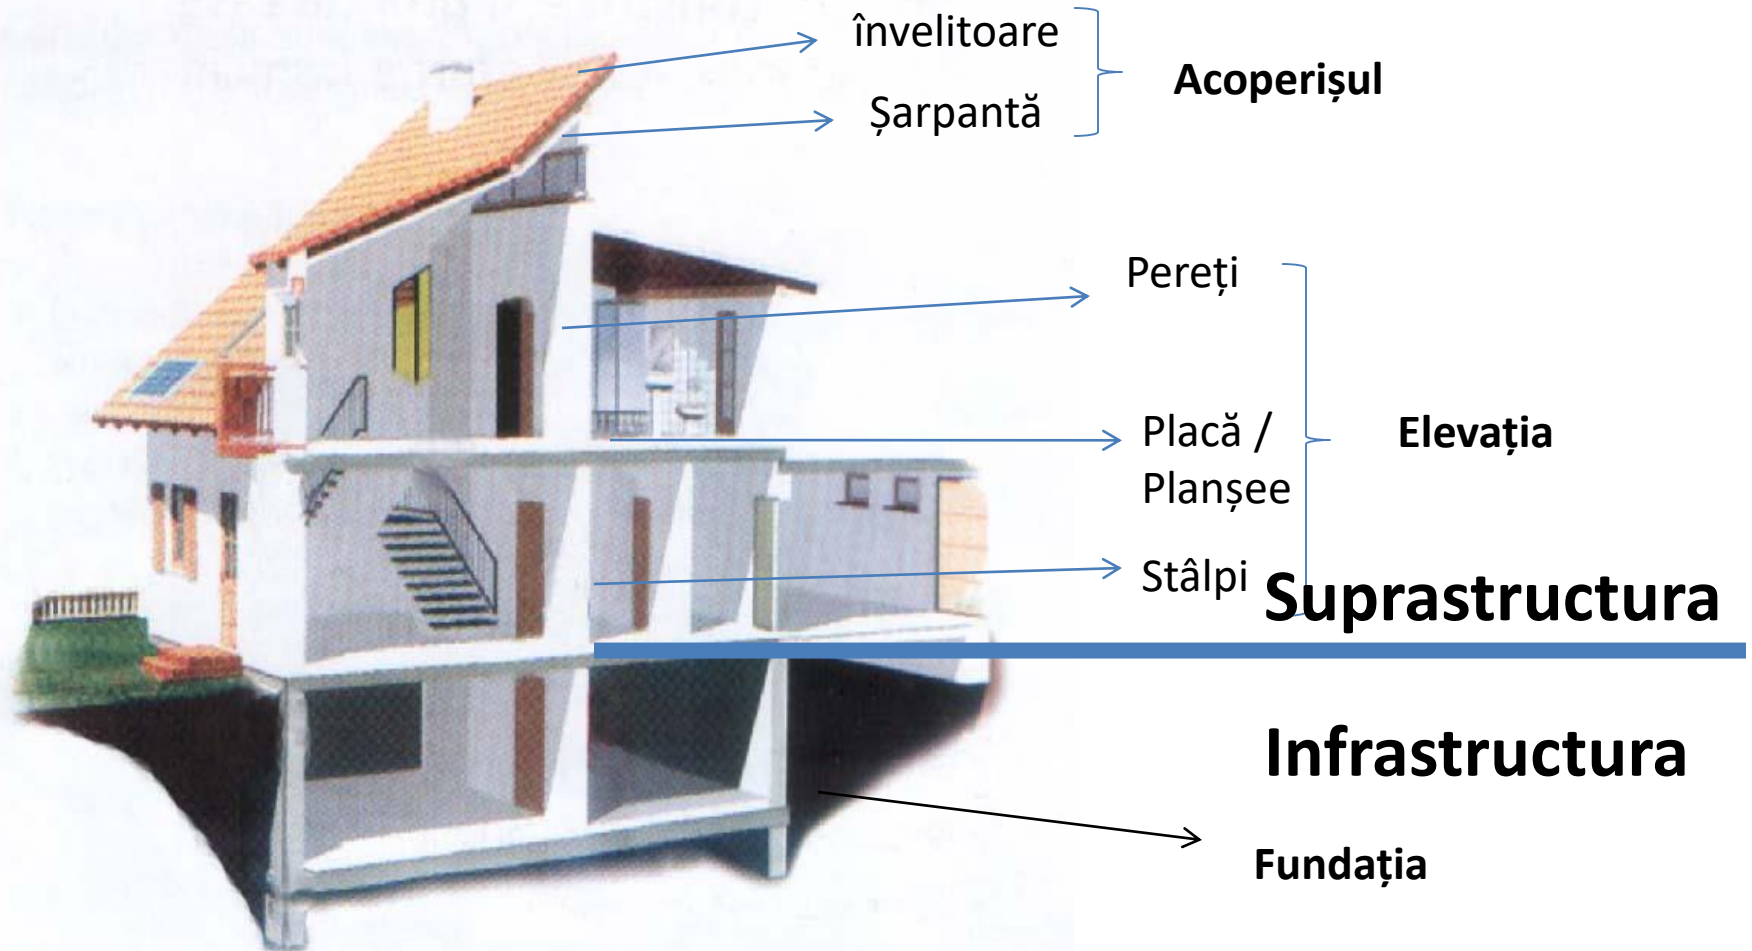 învelitoare
Șarpantă
Acoperișul
Pereți
Placă /
Planșee
Elevația
Stâlpi
Suprastructura
Infrastructura
Fundația